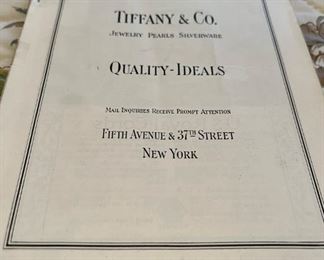 TIFFANY & CO.
JEWELRY PEARLS SILVERWARE
QUALITY-IDEALS
MAIL INQUIRIES RECEIVE PROMPT ATTENTION
FIFTH AVENUE & 37TH STREET
NEW YORK